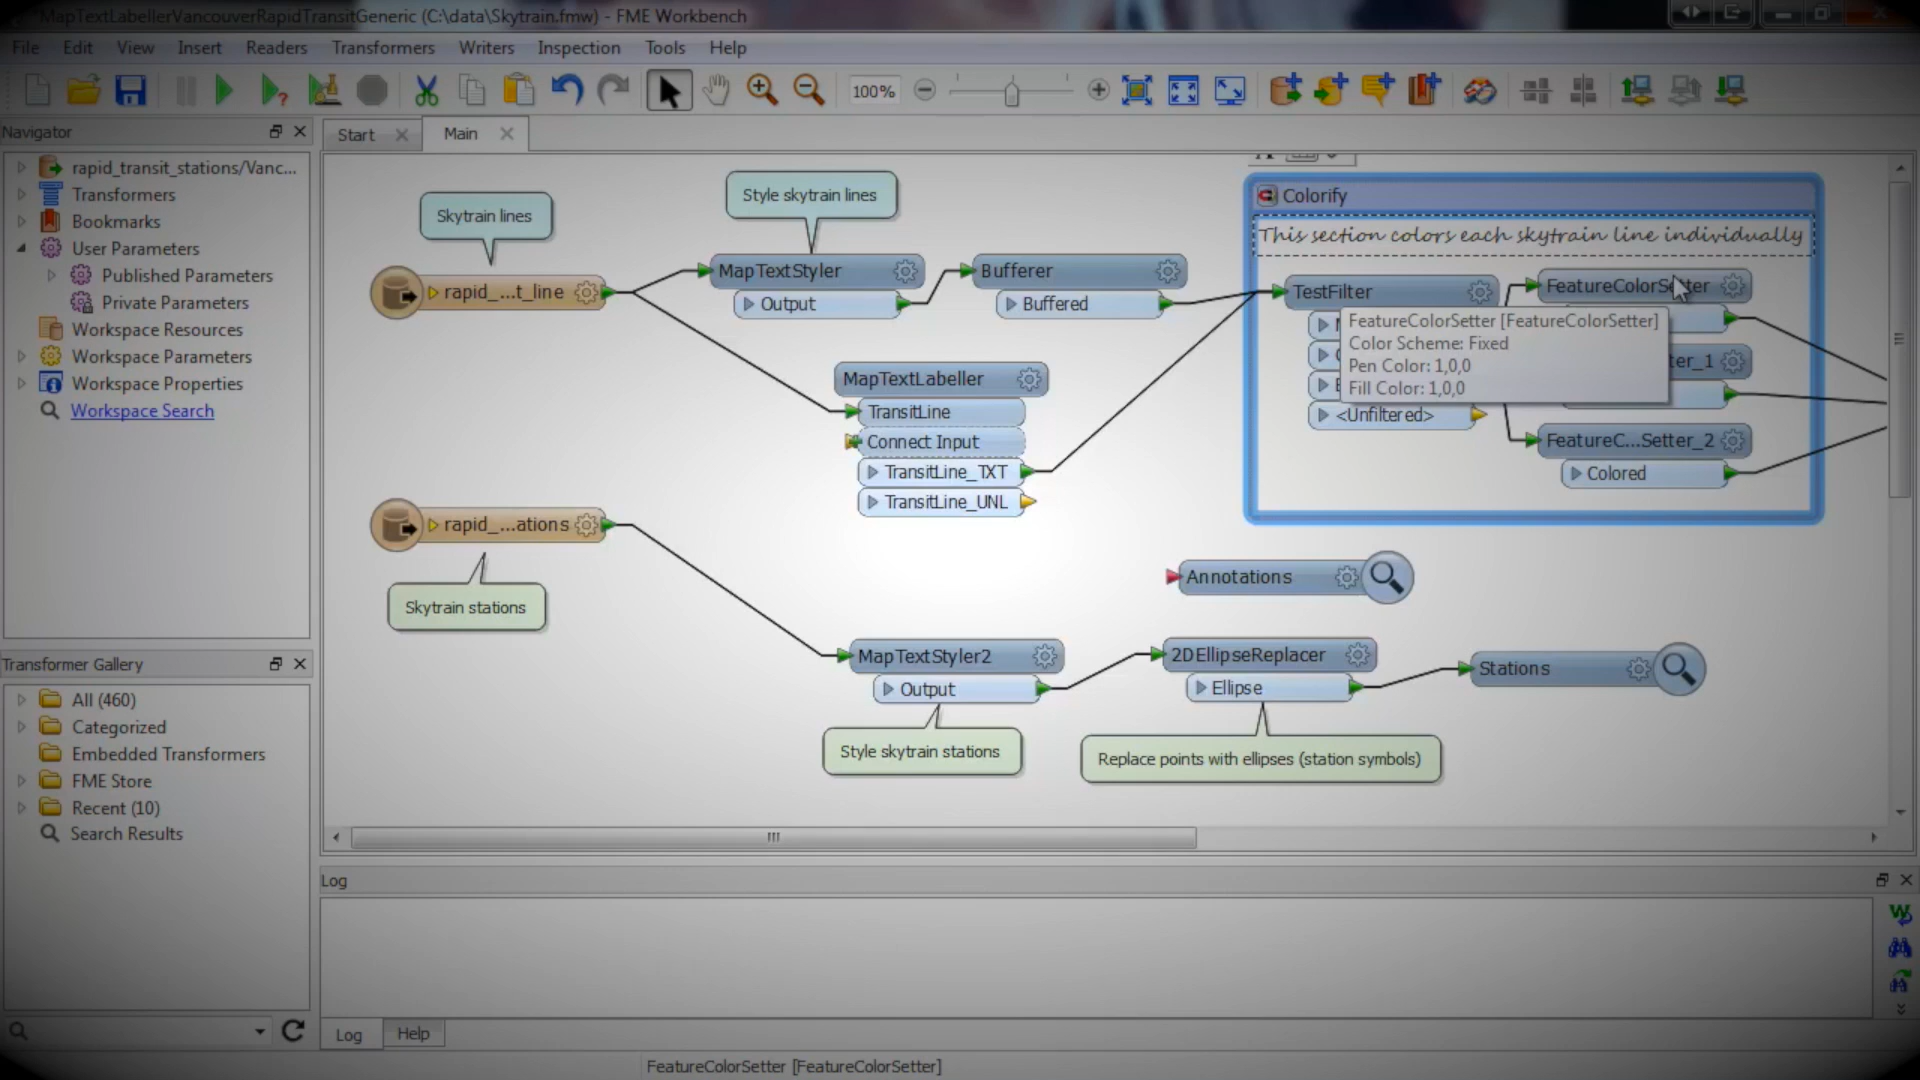 MapTextLabellerVancouverRapidTransitGeneric (C:\data\Skytrain.fmw) - FME Workbench
File Edit View Insert Readers Transformers Writers Inspection Tools Help
100%
Navigator
rapid_transit_stations/Vanc...
Transformers
Bookmarks
User Parameters
Published Parameters
Private Parameters
Workspace Resources
Workspace Parameters
Workspace Properties
Workspace Search
Transformer Gallery
All (460)
Categorized
Embedded Transformers
FME Store
Recent (10)
Search Results
Start
Main
Skytrain lines
rapid_...t_line
Style skytrain lines
MapTextStyler
Output
Bufferer
Buffered
MapTextLabeller
TransitLine
Connect Input
TransitLine_TXT
TransitLine_UNL
Colorify
This section colors each skytrain line individually
TestFilter
<Unfiltered>
FeatureColorSetter
FeatureColorSetter [FeatureColorSetter]
Color Scheme: Fixed
Pen Color: 1,0,0
Fill Color: 1,0,0
ter_1
FeatureC...Setter_2
Colored
rapid_...ations
Skytrain stations
Annotations
MapTextStyler2
Output
Style skytrain stations
2DEllipseReplacer
Ellipse
Replace points with ellipses (station symbols)
Stations
Log
Log
Help
FeatureColorSetter [FeatureColorSetter]